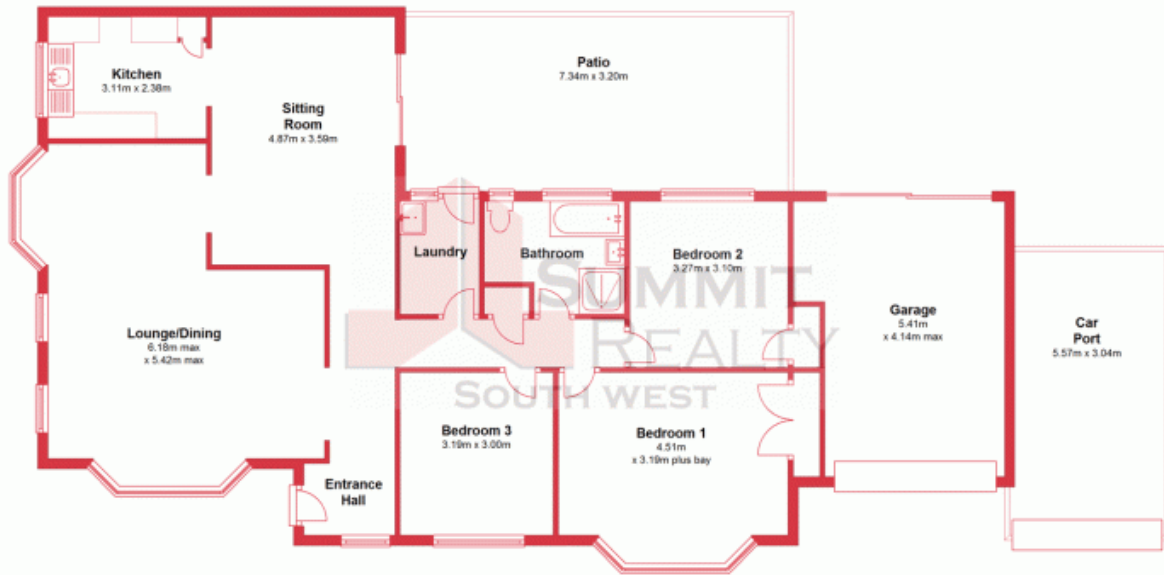 Kitchen
3.11m x 2.38m
Sitting
Room
4.87m x 3.59m
Patio
7.34m x 3.20m
Laundry
Bathroom
Bedroom 2
3.27m x 3.10m
Garage
5.41m
x 4.14m max
Car
Port
5.57m x 3.04m
Lounge/Dining
6.18m max
x 5.42m max
SUMMIT
REALTY
SOUTH WEST
Bedroom 3
3.19m x 3.00m
Bedroom 1
4.51m
x 3.19m plus bay
Entrance
Hall